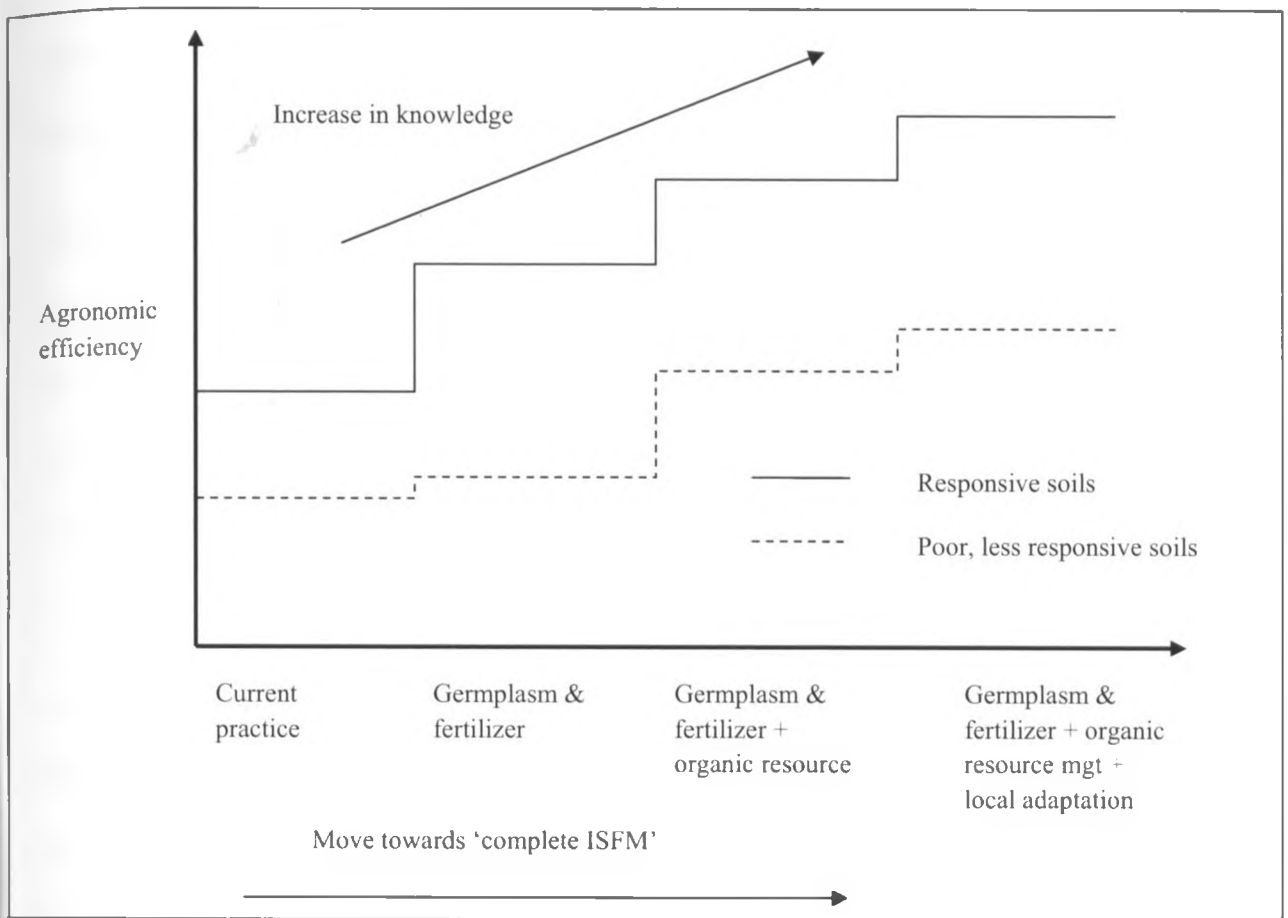 Increase in knowledge
Agronomic
efficiency
Responsive soils
Poor, less responsive soils
Current
practice
Germplasm &
fertilizer
Germplasm &
fertilizer +
organic resource
Germplasm &
fertilizer + organic
resource mgt +
local adaptation
Move towards ‘complete ISFM’